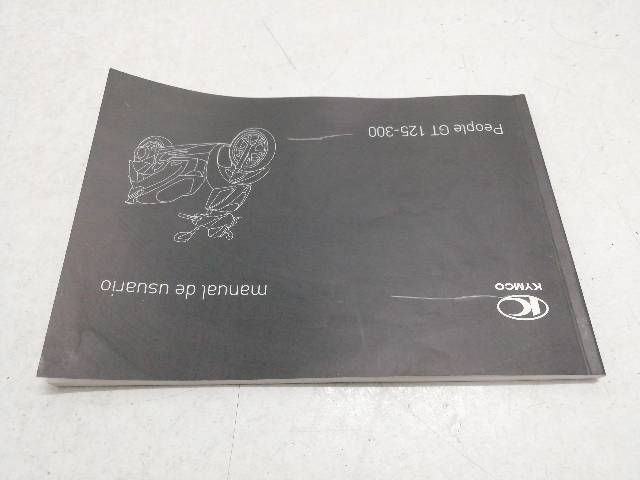 KYMCO
manual de usuario
People GT 125-300